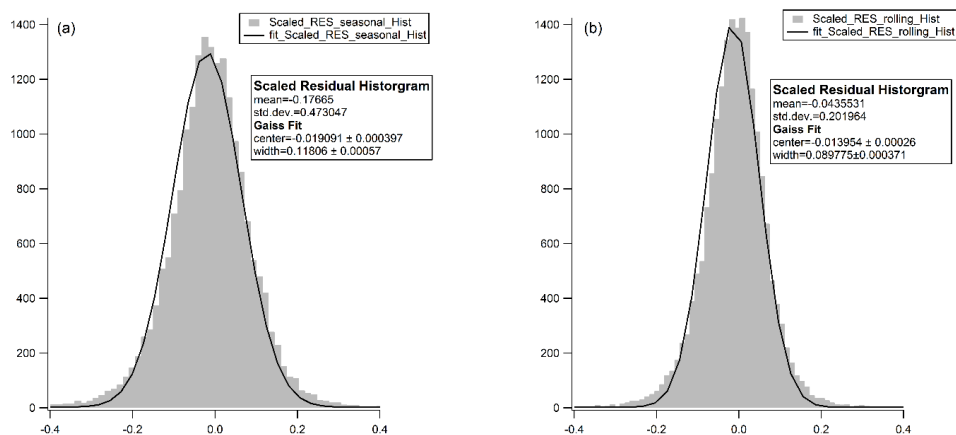 (a)
Scaled_RES_seasonal_Hist
fit_Scaled_RES_seasonal_Hist
Scaled Residual Historgram
mean=-0.17665
std.dev.=0.473047
Gaiss Fit
center=-0.019091 ± 0.000397
width=0.11806 ± 0.00057
1400
1200
1000
800
600
400
200
0
-0.4
-0.2
0.0
0.2
0.4
(b)
Scaled_RES_rolling_Hist
fit_Scaled_RES_rolling_Hist
Scaled Residual Historgram
mean=-0.0435531
std.dev.=0.201964
Gaiss Fit
center=-0.013954 ± 0.00026
width=0.089775±0.000371
1400
1200
1000
800
600
400
200
0
-0.4
-0.2
0.0
0.2
0.4